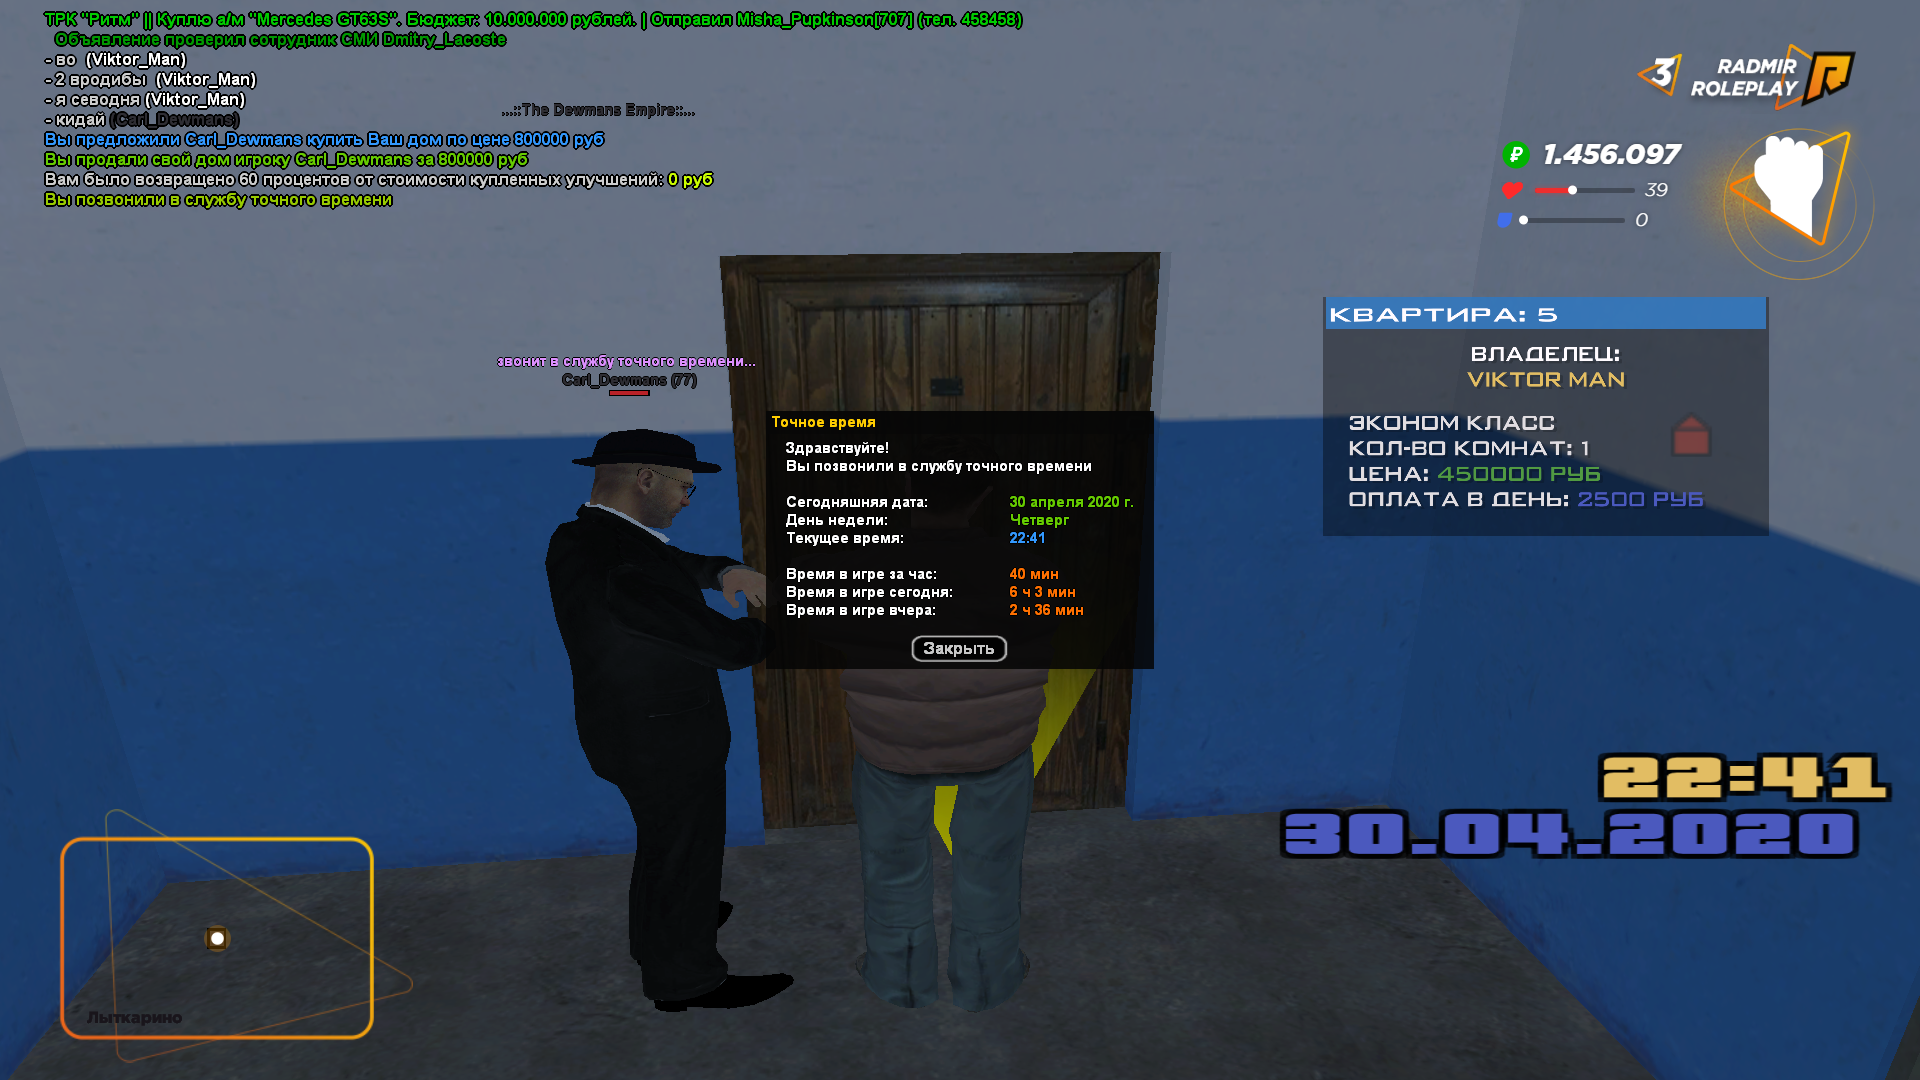 ТРК "Ритм" || Куплю а/м "Mercedes GT63S". Бюджет: 10.000.000 рублей. | Отправил Misha_Pupkinson[707] (тел. 458458)
Объявление проверил сотрудник СМИ Dmitry_Lacoste
- во (Viktor_Man)
- 2 вродибы (Viktor_Man)
- я севодня (Viktor_Man)
- кидай (Carl_Dewmans)
Вы предложили Carl_Dewmans купить Ваш дом по цене 800000 руб
Вы продали свой дом игроку Carl_Dewmans за 800000 руб
Вам было возвращено 60 процентов от стоимости купленных улучшений: 0 руб
Вы позвонили в службу точного времени
.....::The Dewmans Empire::.....
3
RADMIR
ROLEPLAY
1.456.097
39
0
КВАРТИРА: 5
ВЛАДЕЛЕЦ:
VIKTOR MAN
ЭКОНОМ КЛАСС
КОЛ-ВО КОМНАТ: 1
ЦЕНА: 450000 РУБ
ОПЛАТА В ДЕНЬ: 2500 РУБ
звонит в службу точного времени...
Carl_Dewmans (77)
Точное время
Здравствуйте!
Вы позвонили в службу точного времени
Сегодняшняя дата: 30 апреля 2020 г.
День недели: Четверг
Текущее время: 22:41
Время в игре за час: 40 мин
Время в игре сегодня: 6 ч 3 мин
Время в игре вчера: 2 ч 36 мин
Закрыть
22:41
30.04.2020
Лыткарино